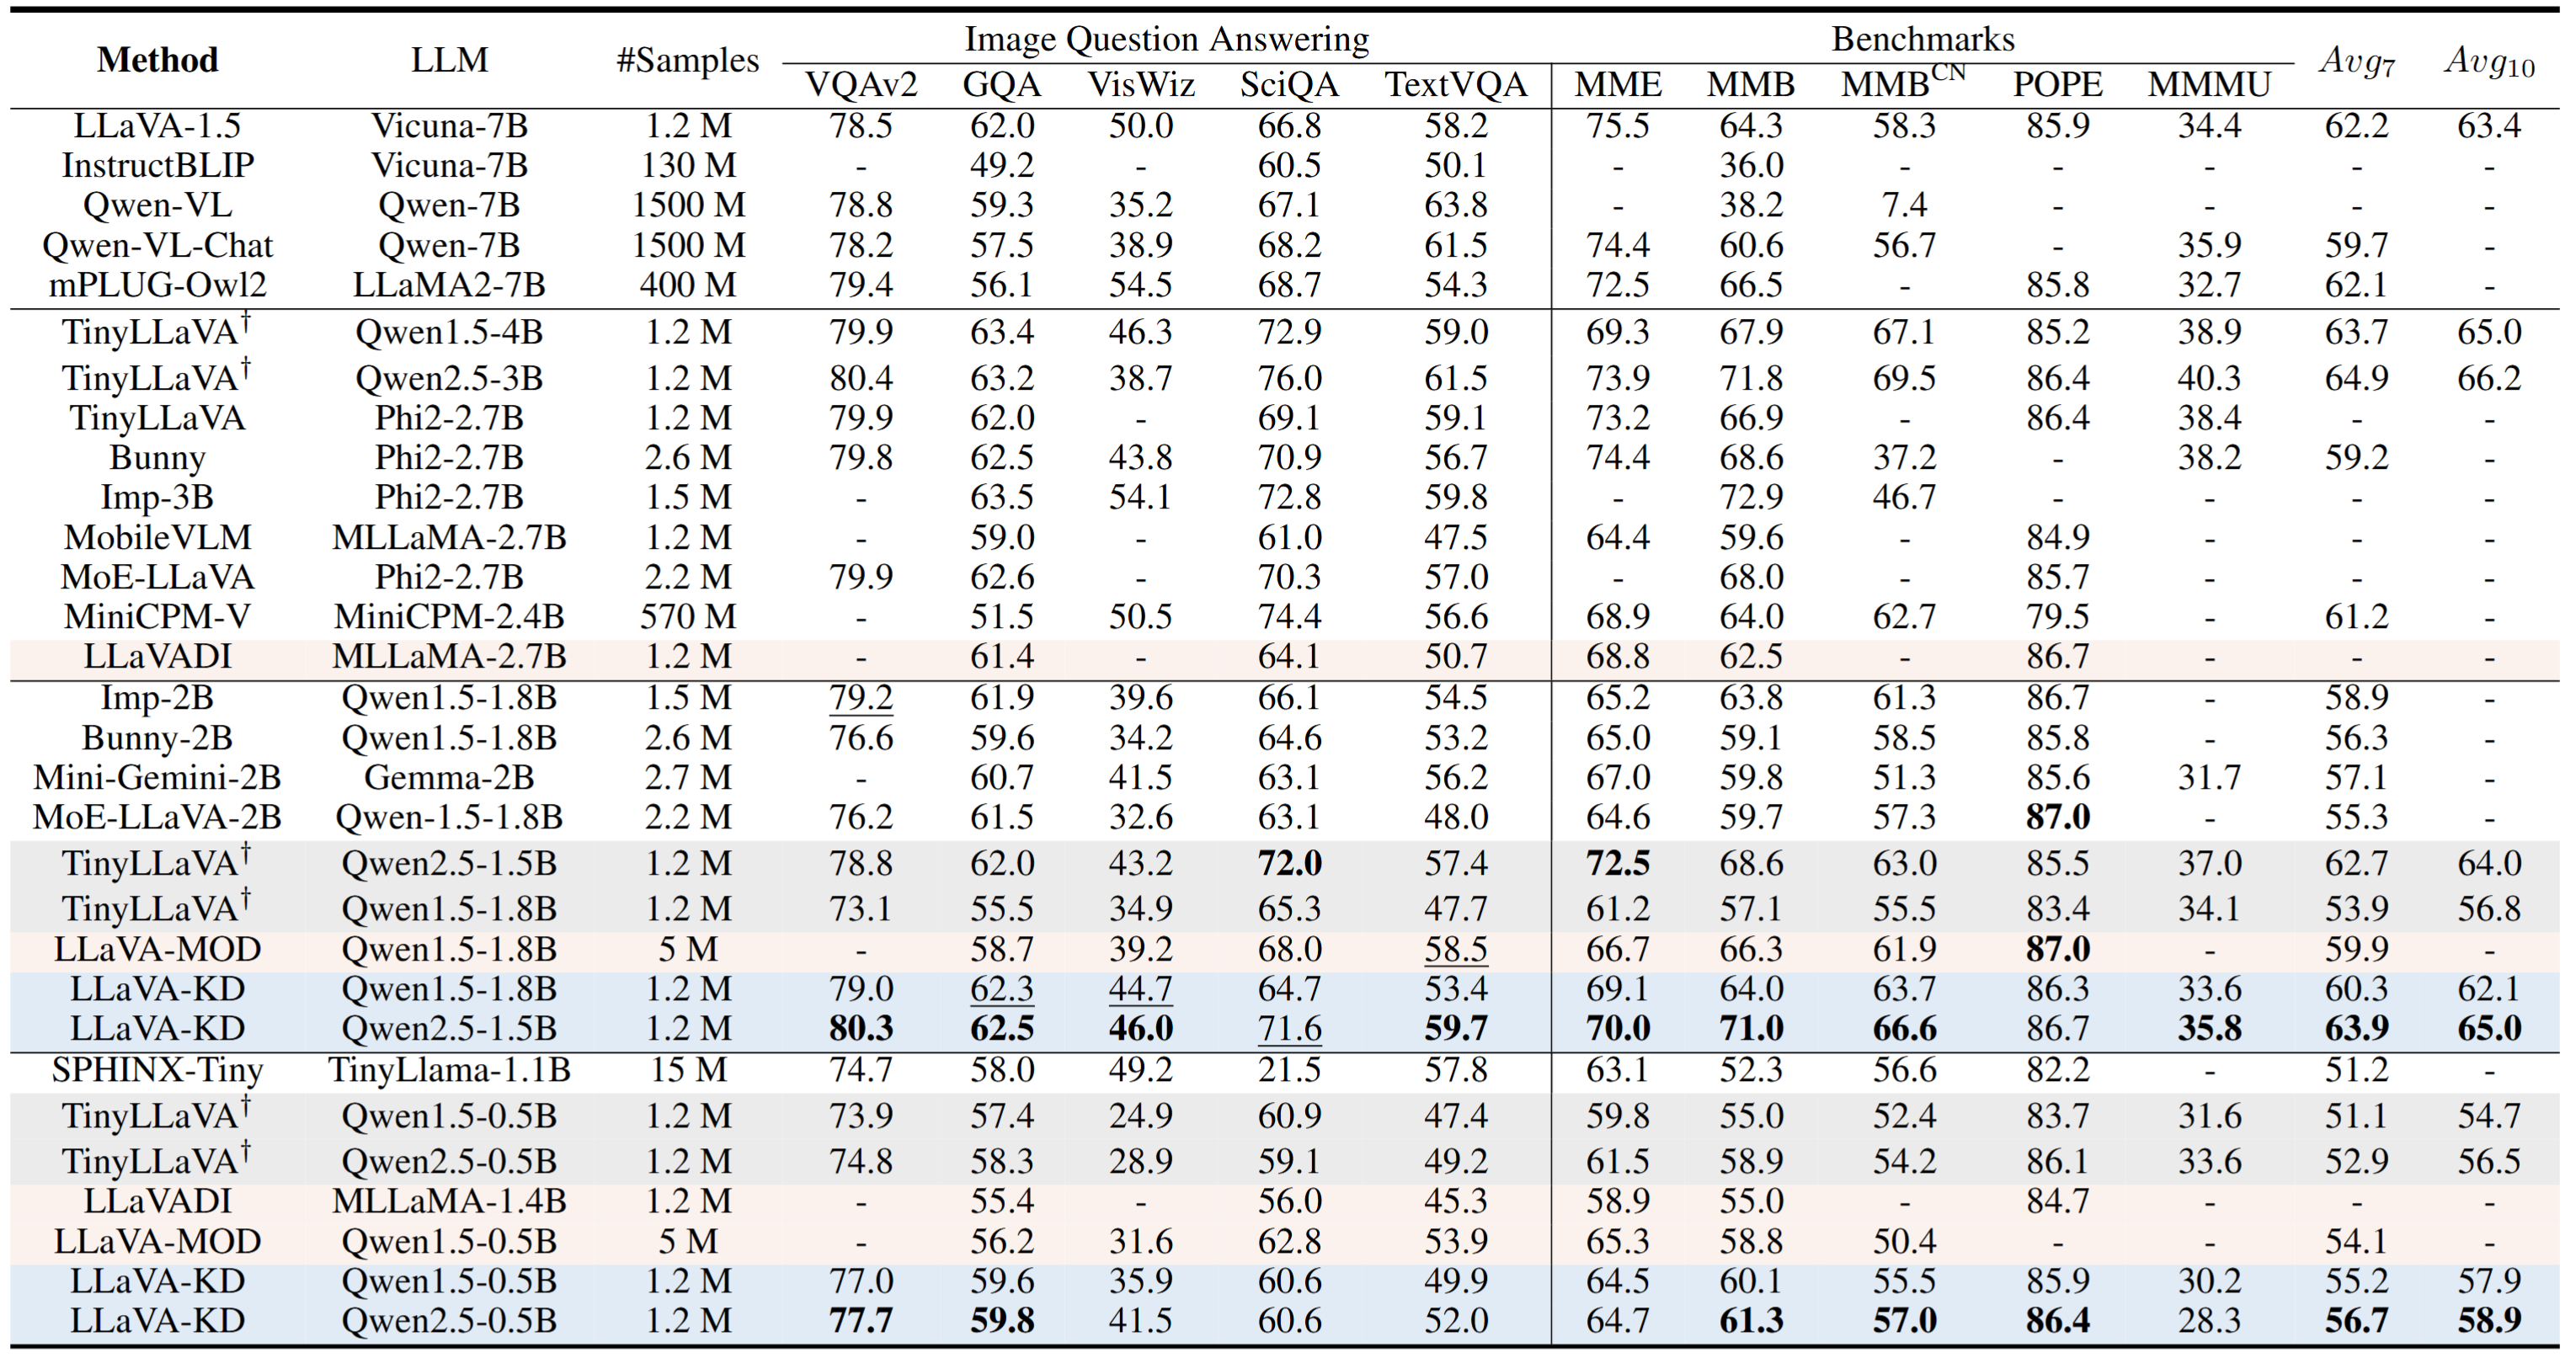 Method LLM #Samples Image Question Answering Benchmarks Avg7 Avg10
VQAv2 GQA VisWiz SciQA TextVQA MME MMB MMB^CN POPE MMMU
LLaVA-1.5 Vicuna-7B 1.2 M 78.5 62.0 50.0 66.8 58.2 75.5 64.3 58.3 85.9 34.4 62.2 63.4
InstructBLIP Vicuna-7B 130 M - 49.2 - 60.5 50.1 - 36.0 - - - - -
Qwen-VL Qwen-7B 1500 M 78.8 59.3 35.2 67.1 63.8 - 38.2 7.4 - - - -
Qwen-VL-Chat Qwen-7B 1500 M 78.2 57.5 38.9 68.2 61.5 74.4 60.6 56.7 - 35.9 59.7 -
mPLUG-Owl2 LLaMA2-7B 400 M 79.4 56.1 54.5 68.7 54.3 72.5 66.5 - 85.8 32.7 62.1 -
TinyLLaVA† Qwen1.5-4B 1.2 M 79.9 63.4 46.3 72.9 59.0 69.3 67.9 67.1 85.2 38.9 63.7 65.0
TinyLLaVA† Qwen2.5-3B 1.2 M 80.4 63.2 38.7 76.0 61.5 73.9 71.8 69.5 86.4 40.3 64.9 66.2
TinyLLaVA Phi2-2.7B 1.2 M 79.9 62.0 - 69.1 59.1 73.2 66.9 - 86.4 38.4 - -
Bunny Phi2-2.7B 2.6 M 79.8 62.5 43.8 70.9 56.7 74.4 68.6 37.2 - 38.2 59.2 -
Imp-3B Phi2-2.7B 1.5 M - 63.5 54.1 72.8 59.8 - 72.9 46.7 - - - -
MobileVLM MLLaMA-2.7B 1.2 M - 59.0 - 61.0 47.5 64.4 59.6 - 84.9 - - -
MoE-LLaVA Phi2-2.7B 2.2 M 79.9 62.6 - 70.3 57.0 - 68.0 - 85.7 - - -
MiniCPM-V MiniCPM-2.4B 570 M - 51.5 50.5 74.4 56.6 68.9 64.0 62.7 79.5 - 61.2 -
LLaVADI MLLaMA-2.7B 1.2 M - 61.4 - 64.1 50.7 68.8 62.5 - 86.7 - - -
Imp-2B Qwen1.5-1.8B 1.5 M 79.2 61.9 39.6 66.1 54.5 65.2 63.8 61.3 86.7 - 58.9 -
Bunny-2B Qwen1.5-1.8B 2.6 M 76.6 59.6 34.2 64.6 53.2 65.0 59.1 58.5 85.8 - 56.3 -
Mini-Gemini-2B Gemma-2B 2.7 M - 60.7 41.5 63.1 56.2 67.0 59.8 51.3 85.6 31.7 57.1 -
MoE-LLaVA-2B Qwen-1.5-1.8B 2.2 M 76.2 61.5 32.6 63.1 48.0 64.6 59.7 57.3 87.0 - 55.3 -
TinyLLaVA† Qwen2.5-1.5B 1.2 M 78.8 62.0 43.2 72.0 57.4 72.5 68.6 63.0 85.5 37.0 62.7 64.0
TinyLLaVA† Qwen1.5-1.8B 1.2 M 73.1 55.5 34.9 65.3 47.7 61.2 57.1 55.5 83.4 34.1 53.9 56.8
LLaVA-MOD Qwen1.5-1.8B 5 M - 58.7 39.2 68.0 58.5 66.7 66.3 61.9 87.0 - 59.9 -
LLaVA-KD Qwen1.5-1.8B 1.2 M 79.0 62.3 44.7 64.7 53.4 69.1 64.0 63.7 86.3 33.6 60.3 62.1
LLaVA-KD Qwen2.5-1.5B 1.2 M 80.3 62.5 46.0 71.6 59.7 70.0 71.0 66.6 86.7 35.8 63.9 65.0
SPHINX-Tiny TinyLlama-1.1B 15 M 74.7 58.0 49.2 21.5 57.8 63.1 52.3 56.6 82.2 - 51.2 -
TinyLLaVA† Qwen1.5-0.5B 1.2 M 73.9 57.4 24.9 60.9 47.4 59.8 55.0 52.4 83.7 31.6 51.1 54.7
TinyLLaVA† Qwen2.5-0.5B 1.2 M 74.8 58.3 28.9 59.1 49.2 61.5 58.9 54.2 86.1 33.6 52.9 56.5
LLaVADI MLLaMA-1.4B 1.2 M - 55.4 - 56.0 45.3 58.9 55.0 - 84.7 - - -
LLaVA-MOD Qwen1.5-0.5B 5 M - 56.2 31.6 62.8 53.9 65.3 58.8 50.4 - - 54.1 -
LLaVA-KD Qwen1.5-0.5B 1.2 M 77.0 59.6 35.9 60.6 49.9 64.5 60.1 55.5 85.9 30.2 55.2 57.9
LLaVA-KD Qwen2.5-0.5B 1.2 M 77.7 59.8 41.5 60.6 52.0 64.7 61.3 57.0 86.4 28.3 56.7 58.9